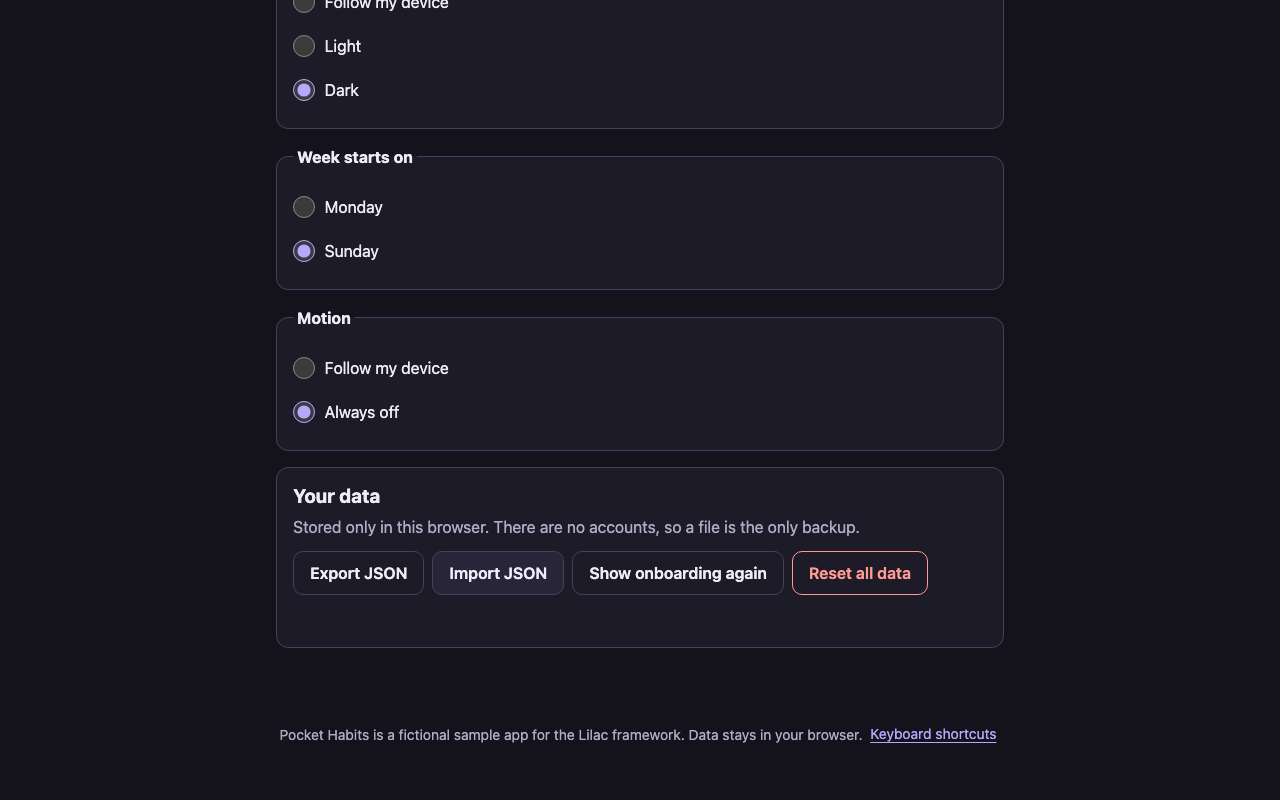 Follow my device
Light
Dark
Week starts on
Monday
Sunday
Motion
Follow my device
Always off
Your data
Stored only in this browser. There are no accounts, so a file is the only backup.
Export JSON Import JSON Show onboarding again Reset all data
Pocket Habits is a fictional sample app for the Lilac framework. Data stays in your browser. Keyboard shortcuts